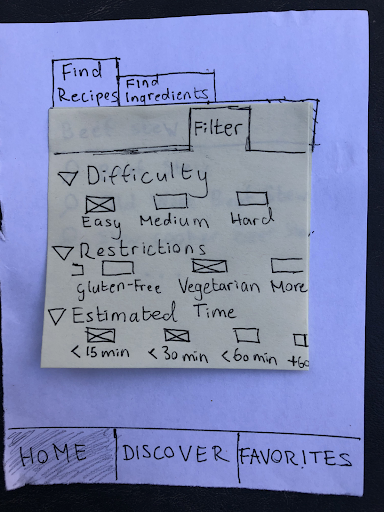 Find
Recipes
Find
Ingredients
Filter
Difficulty
Easy Medium Hard
Restrictions
Gluten-Free Vegetarian More
Estimated Time
<15 min <30 min <60 min +60
HOME DISCOVER FAVORITES